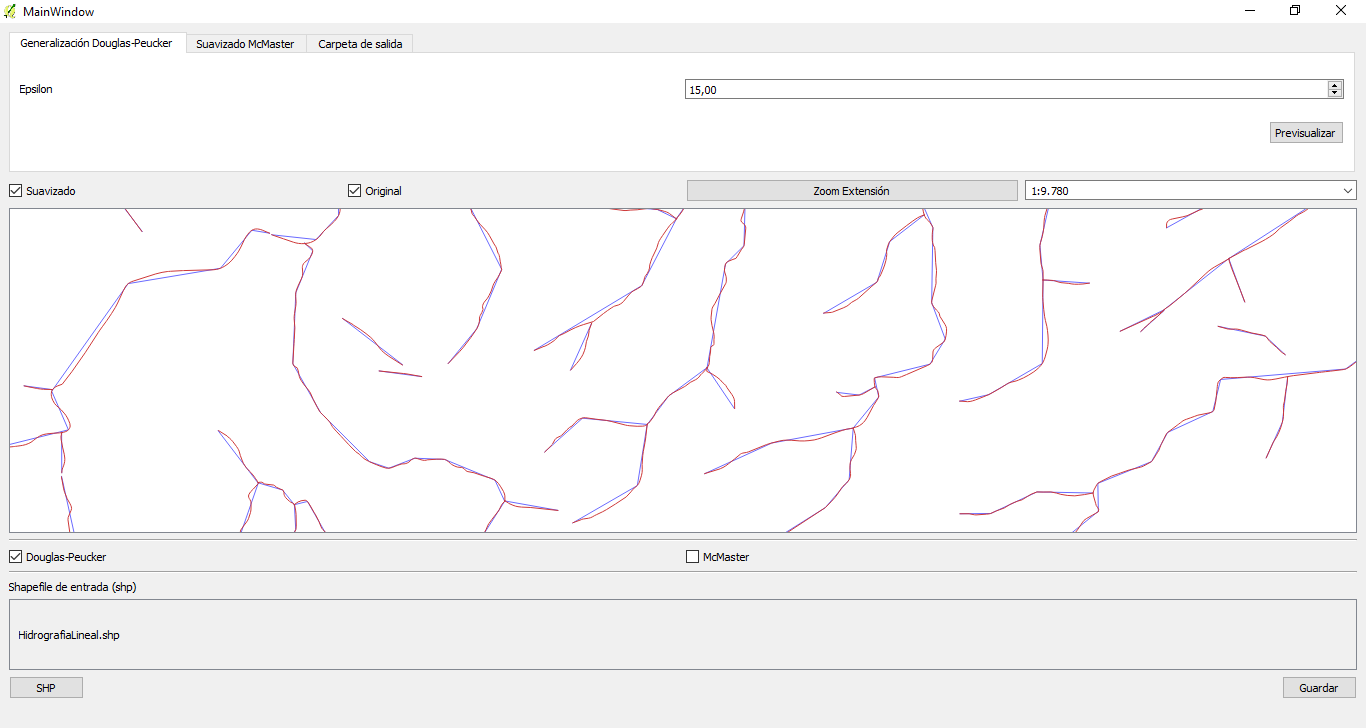 MainWindow
Generalización Douglas-Peucker
Suavizado McMaster
Carpeta de salida
Epsilon
15,00
Previsualizar
Suavizado
Original
Zoom Extensión
1:9.780
Douglas-Peucker
McMaster
Shapefile de entrada (shp)
HidrografiaLineal.shp
SHP
Guardar